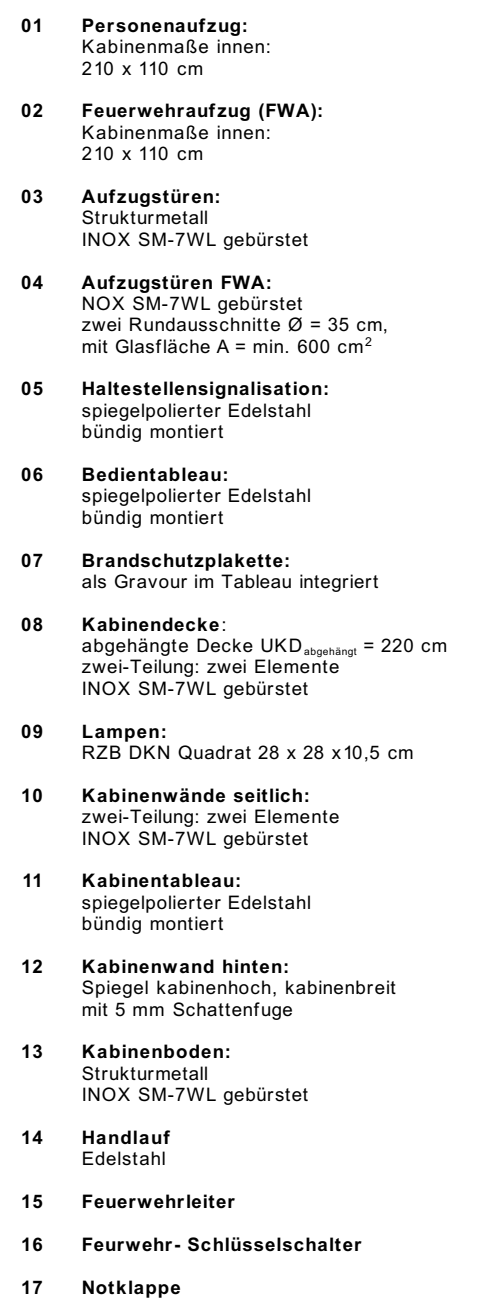 01 Personenaufzug:
Kabinenmaße innen:
210 x 110 cm
02 Feuerwehraufzug (FWA):
Kabinenmaße innen:
210 x 110 cm
03 Aufzugstüren:
Strukturmetall
INOX SM-7WL gebürstet
04 Aufzugstüren FWA:
NOX SM-7WL gebürstet
zwei Rundausschnitte Ø = 35 cm,
mit Glasfläche A = min. 600 cm²
05 Haltestellensignalisation:
spiegelpolierter Edelstahl
bündig montiert
06 Bedientableau:
spiegelpolierter Edelstahl
bündig montiert
07 Brandschutzplakette:
als Gravour im Tableau integriert
08 Kabinendecke:
abgehängte Decke UKD abgehängt = 220 cm
zwei-Teilung: zwei Elemente
INOX SM-7WL gebürstet
09 Lampen:
RZB DKN Quadrat 28 x 28 x10,5 cm
10 Kabinenwände seitlich:
zwei-Teilung: zwei Elemente
INOX SM-7WL gebürstet
11 Kabinentableau:
spiegelpolierter Edelstahl
bündig montiert
12 Kabinenwand hinten:
Spiegel kabinenhoch, kabinenbreit
mit 5 mm Schattenfuge
13 Kabinenboden:
Strukturmetall
INOX SM-7WL gebürstet
14 Handlauf
Edelstahl
15 Feuerwehrleiter
16 Feurwehr- Schlüsselschalter
17 Notklappe